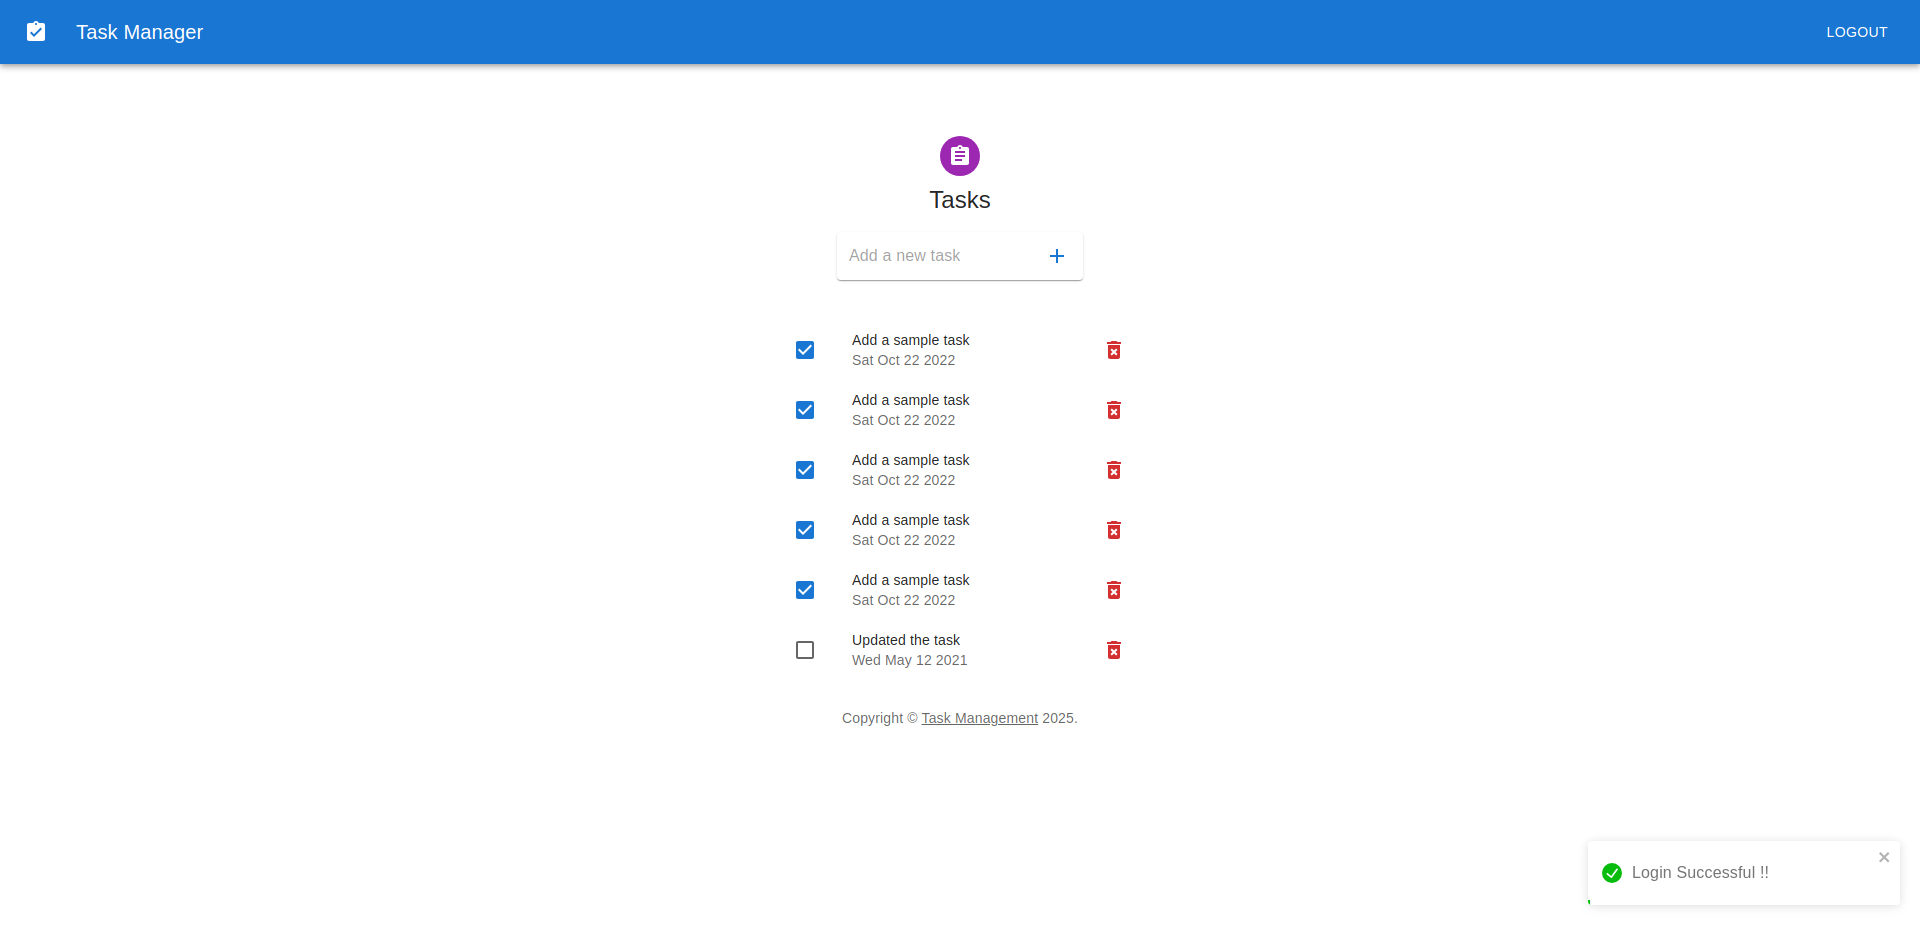 Task Manager
LOGOUT
Tasks
Add a new task
Add a sample task
Sat Oct 22 2022
Add a sample task
Sat Oct 22 2022
Add a sample task
Sat Oct 22 2022
Add a sample task
Sat Oct 22 2022
Add a sample task
Sat Oct 22 2022
Updated the task
Wed May 12 2021
Copyright © Task Management 2025.
Login Successful !!